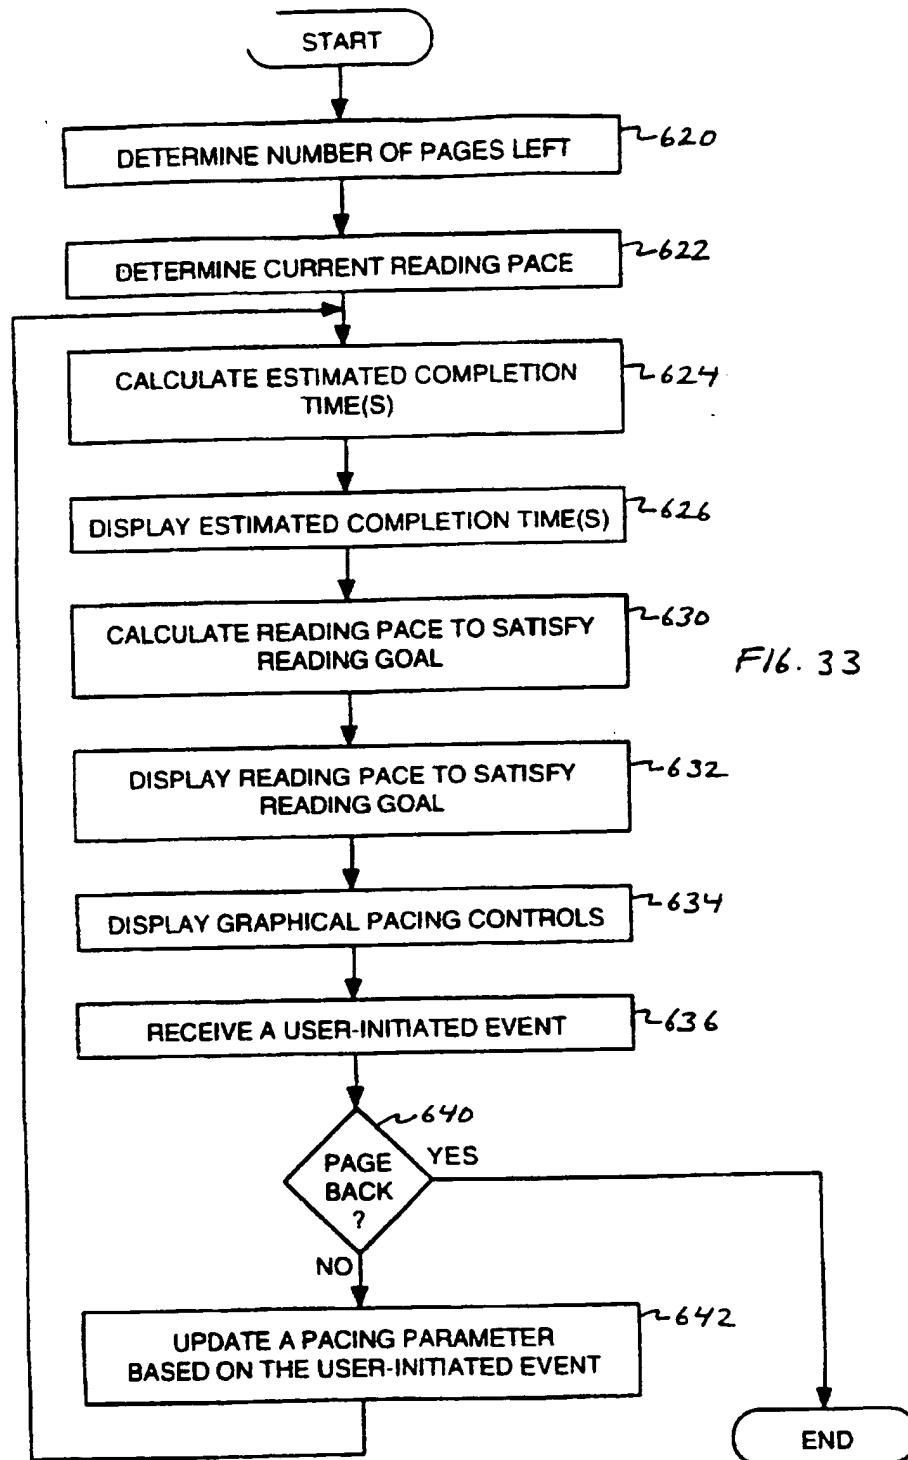 START
DETERMINE NUMBER OF PAGES LEFT
620
DETERMINE CURRENT READING PACE
622
CALCULATE ESTIMATED COMPLETION
TIME(S)
624
DISPLAY ESTIMATED COMPLETION TIME(S)
626
CALCULATE READING PACE TO SATISFY
READING GOAL
630
FIG. 33
DISPLAY READING PACE TO SATISFY
READING GOAL
632
DISPLAY GRAPHICAL PACING CONTROLS
634
RECEIVE A USER-INITIATED EVENT
636
640
PAGE
BACK
?
YES
NO
UPDATE A PACING PARAMETER
BASED ON THE USER-INITIATED EVENT
642
END